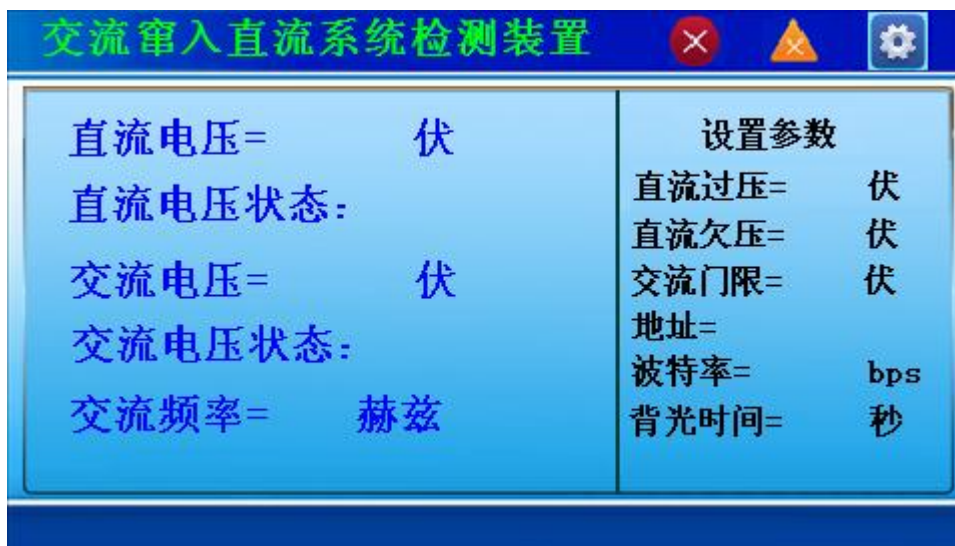 交流窜入直流系统检测装置
直流电压= 伏
直流电压状态：
交流电压= 伏
交流电压状态：
交流频率= 赫兹
设置参数
直流过压= 伏
直流欠压= 伏
交流门限= 伏
地址=
波特率= bps
背光时间= 秒